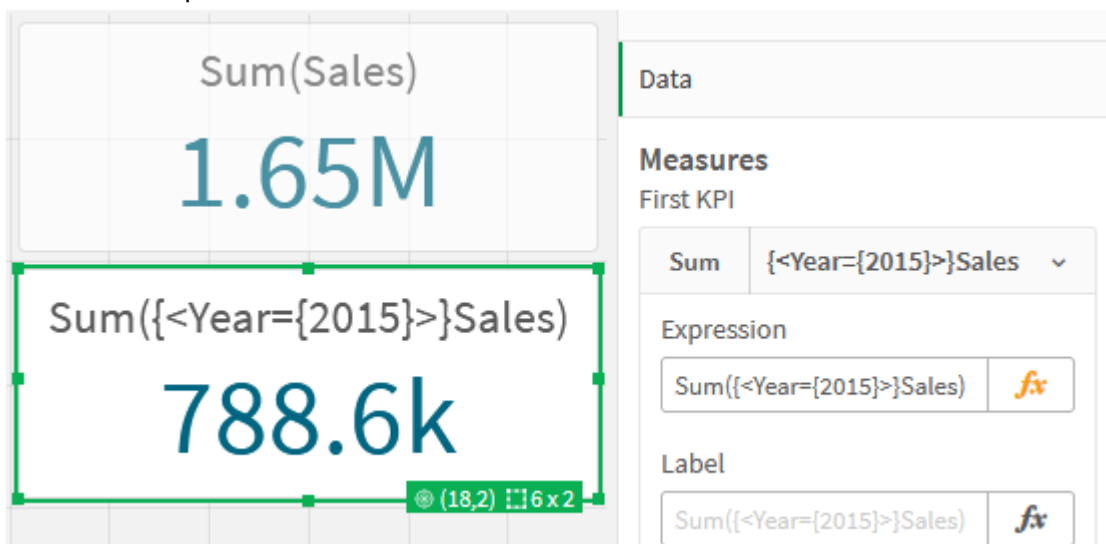 Sum(Sales)
1.65M
Sum({<Year={2015}>}Sales)
788.6k
(18,2) 6 x 2
Data
Measures
First KPI
Sum {<Year={2015}>}Sales
Expression
Sum({<Year={2015}>}Sales) fx
Label
Sum({<Year={2015}>}Sales) fx